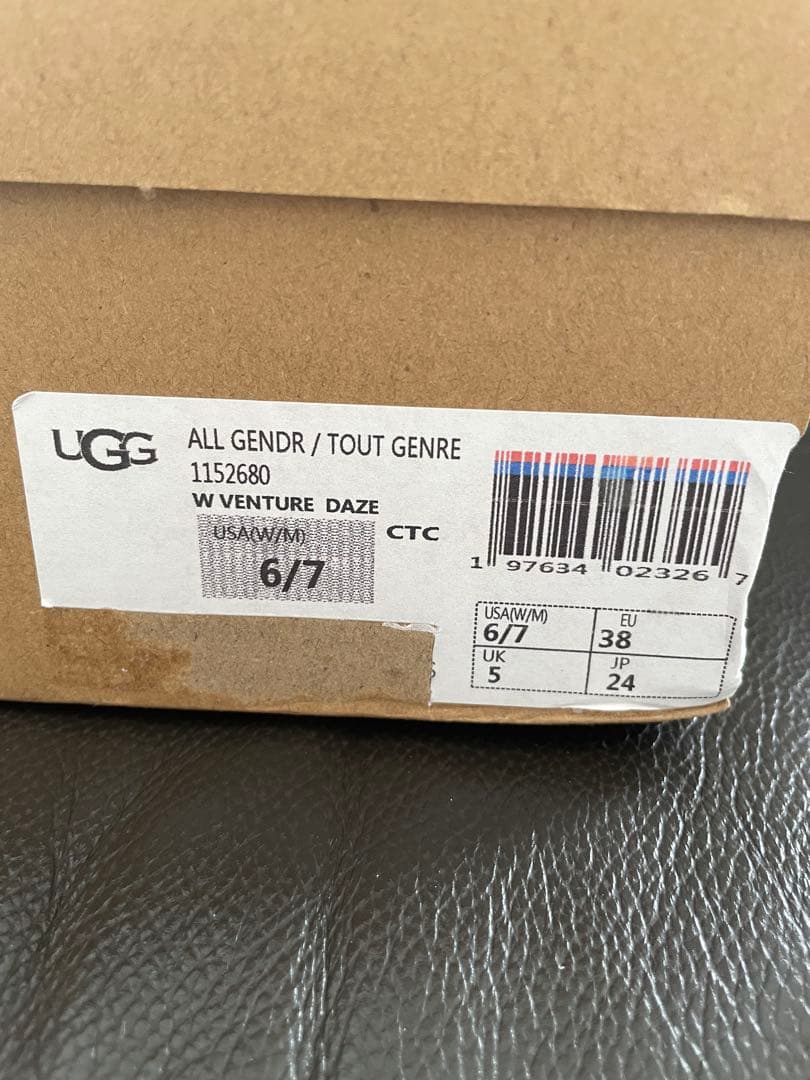 UGG
ALL GENDR / TOUT GENRE
1152680
W VENTURE DAZE
USA(W/M)
6/7
CTC
1 97634 02326 7
USA(W/M)
6/7
EU
38
UK
5
JP
24